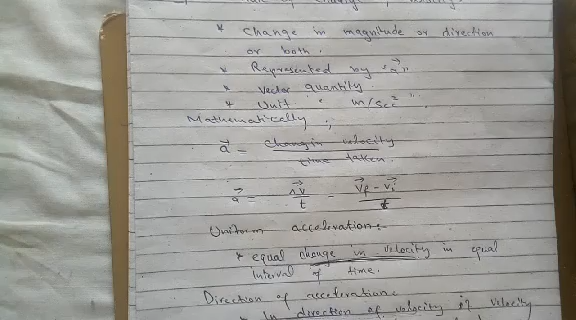 * Change in magnitude or direction
or both.
* Represented by "a⃗"
* vector quantity.
* Unit " m/sec² ".
Mathematically ;
a⃗ = change in velocity
time taken.
a⃗ = Δv⃗/t = v⃗f - v⃗i/t
Uniform acceleration:-
* equal change in velocity in equal
interval of time.
Direction of acceleration:
* In direction of velocity if velocity